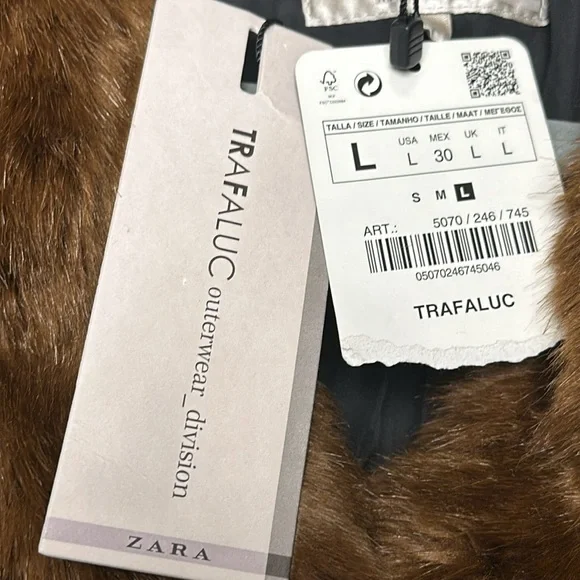 TRAFALUC outerwear_division
ZARA
FSC
TALLA / SIZE / TAMANHO / TAILLE / MAAT / ΜΕΓΕΘΟΣ
L
USA MEX UK IT
L 30 L L
S M L
ART.: 5070 / 246 / 745
05070246745046
TRAFALUC